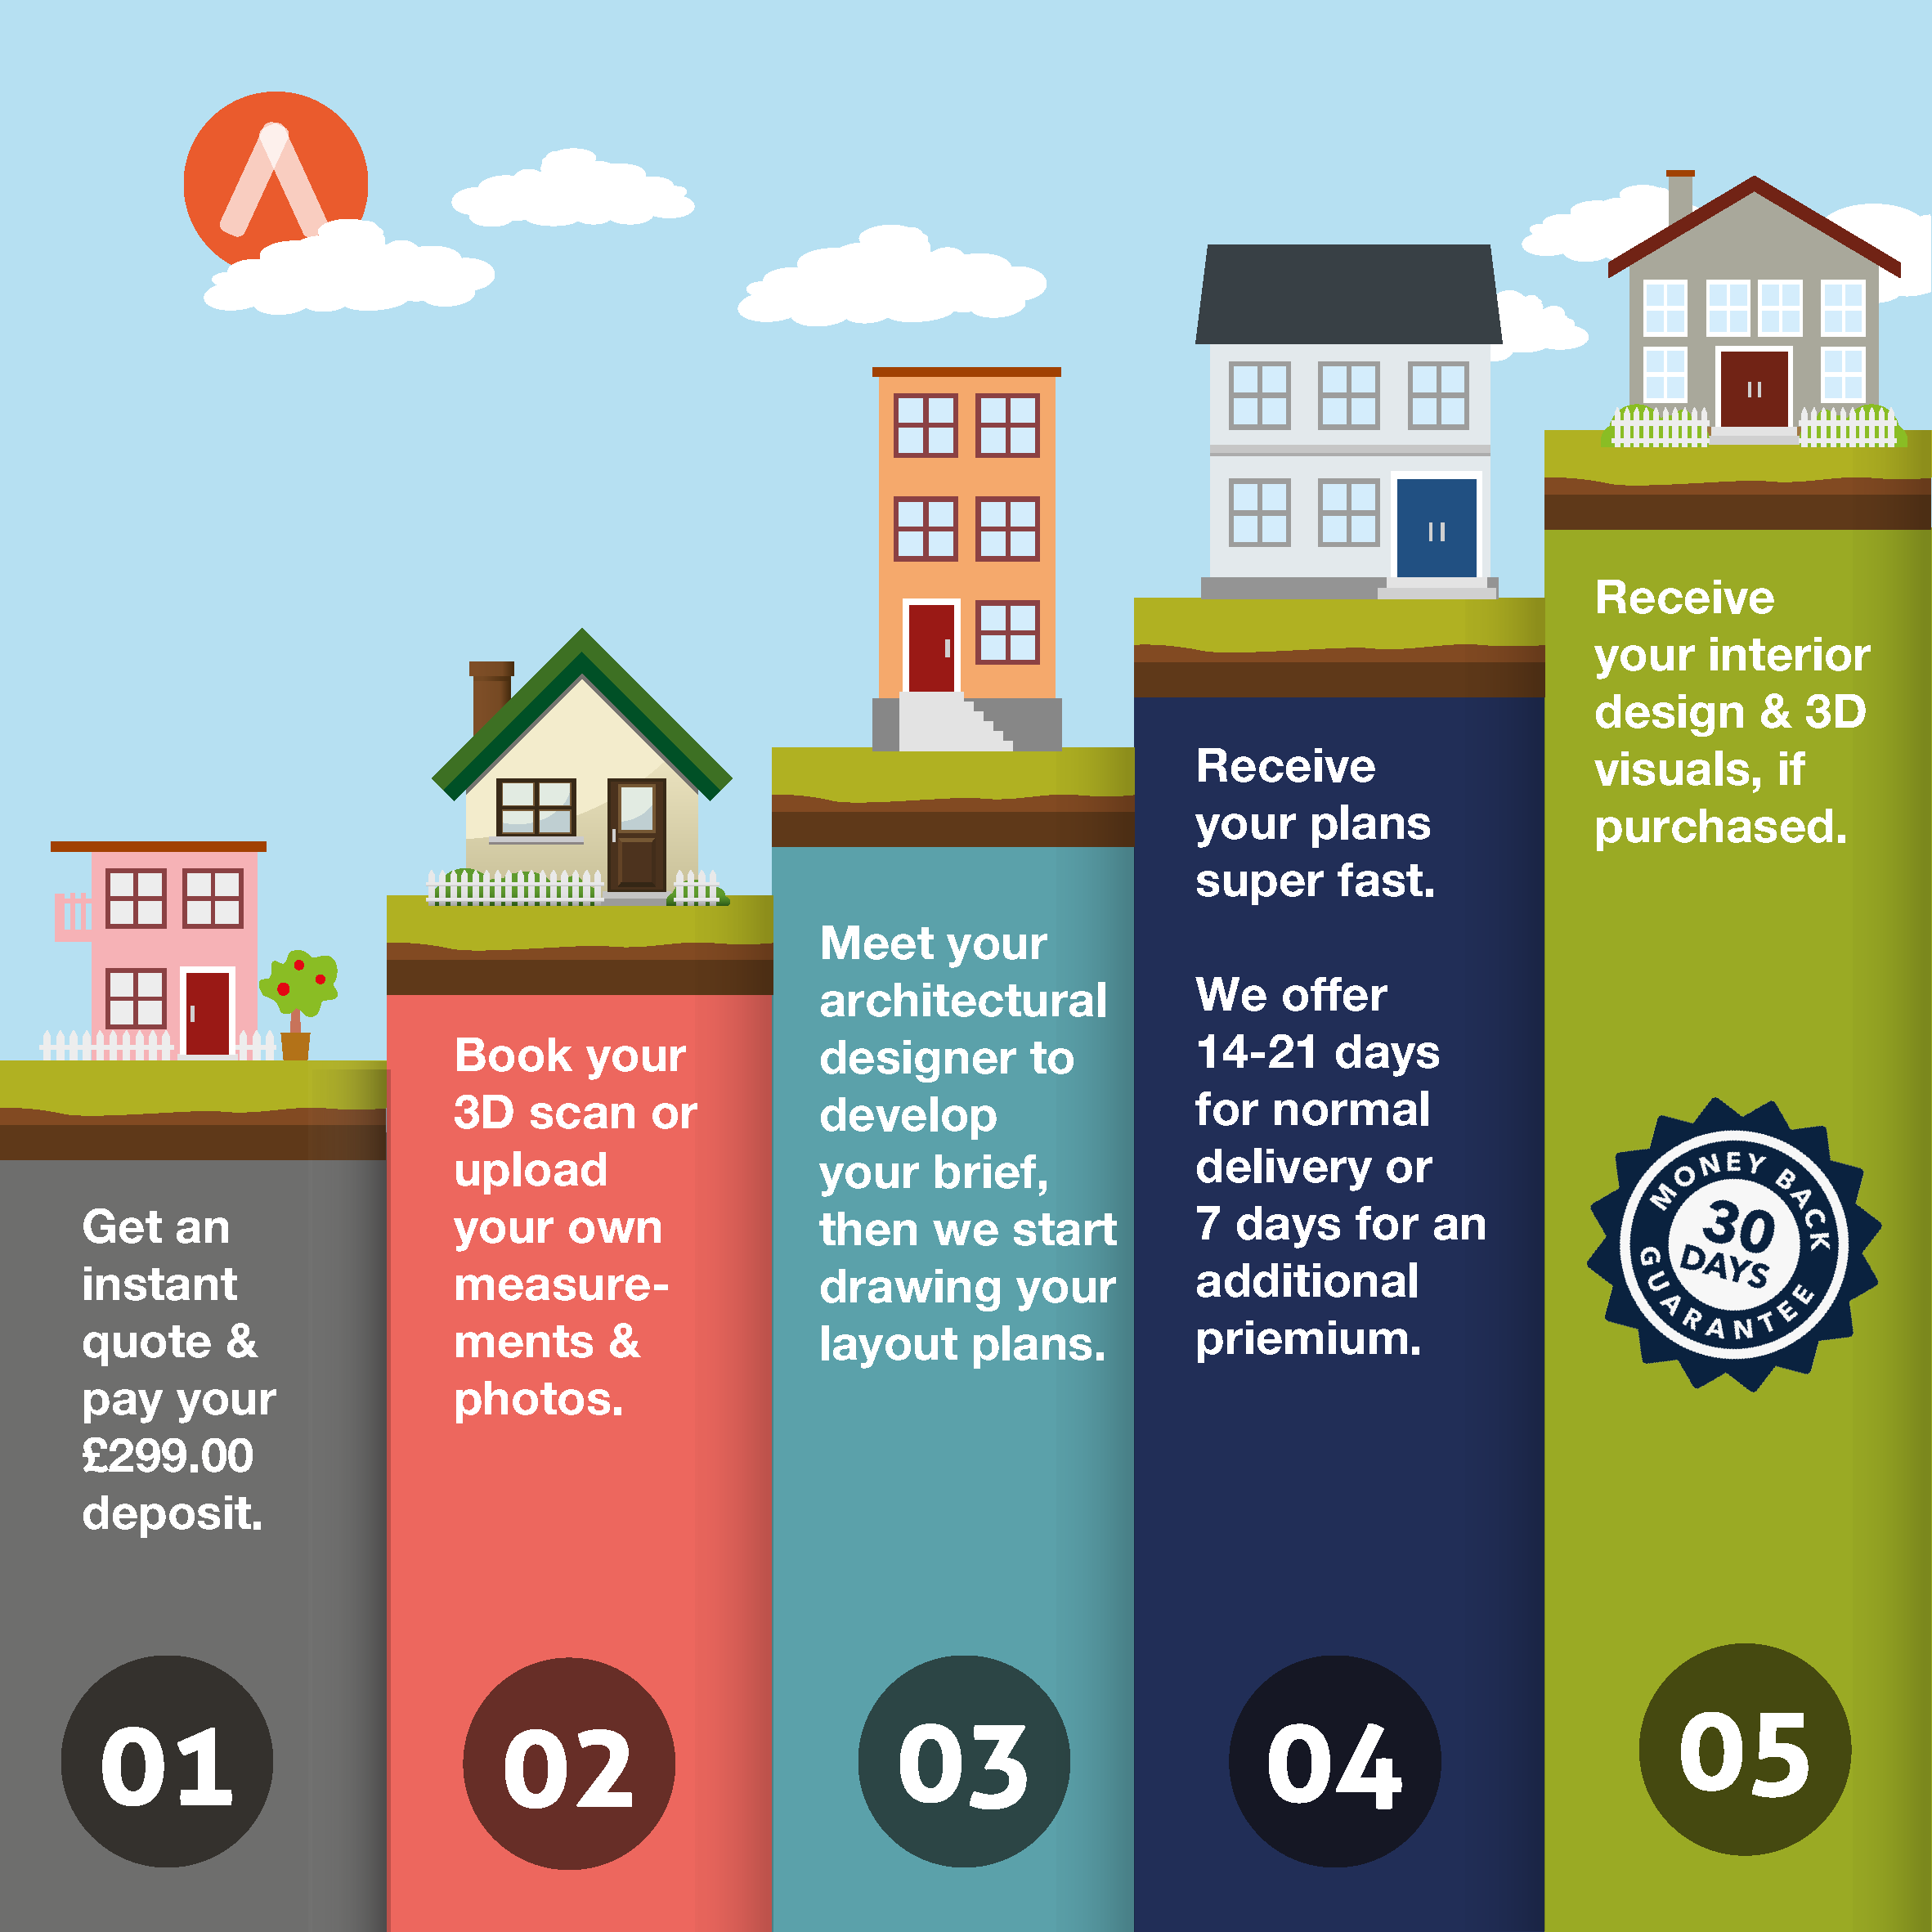 Get an
instant
quote &
pay your
£299.00
deposit.
01
Book your
3D scan or
upload
your own
measure-
ments &
photos.
02
Meet your
architectural
designer to
develop
your brief,
then we start
drawing your
layout plans.
03
Receive
your plans
super fast.
We offer
14-21 days
for normal
delivery or
7 days for an
additional
priemium.
04
Receive
your interior
design & 3D
visuals, if
purchased.
MONEY BACK
30
DAYS
GUARANTEE
05